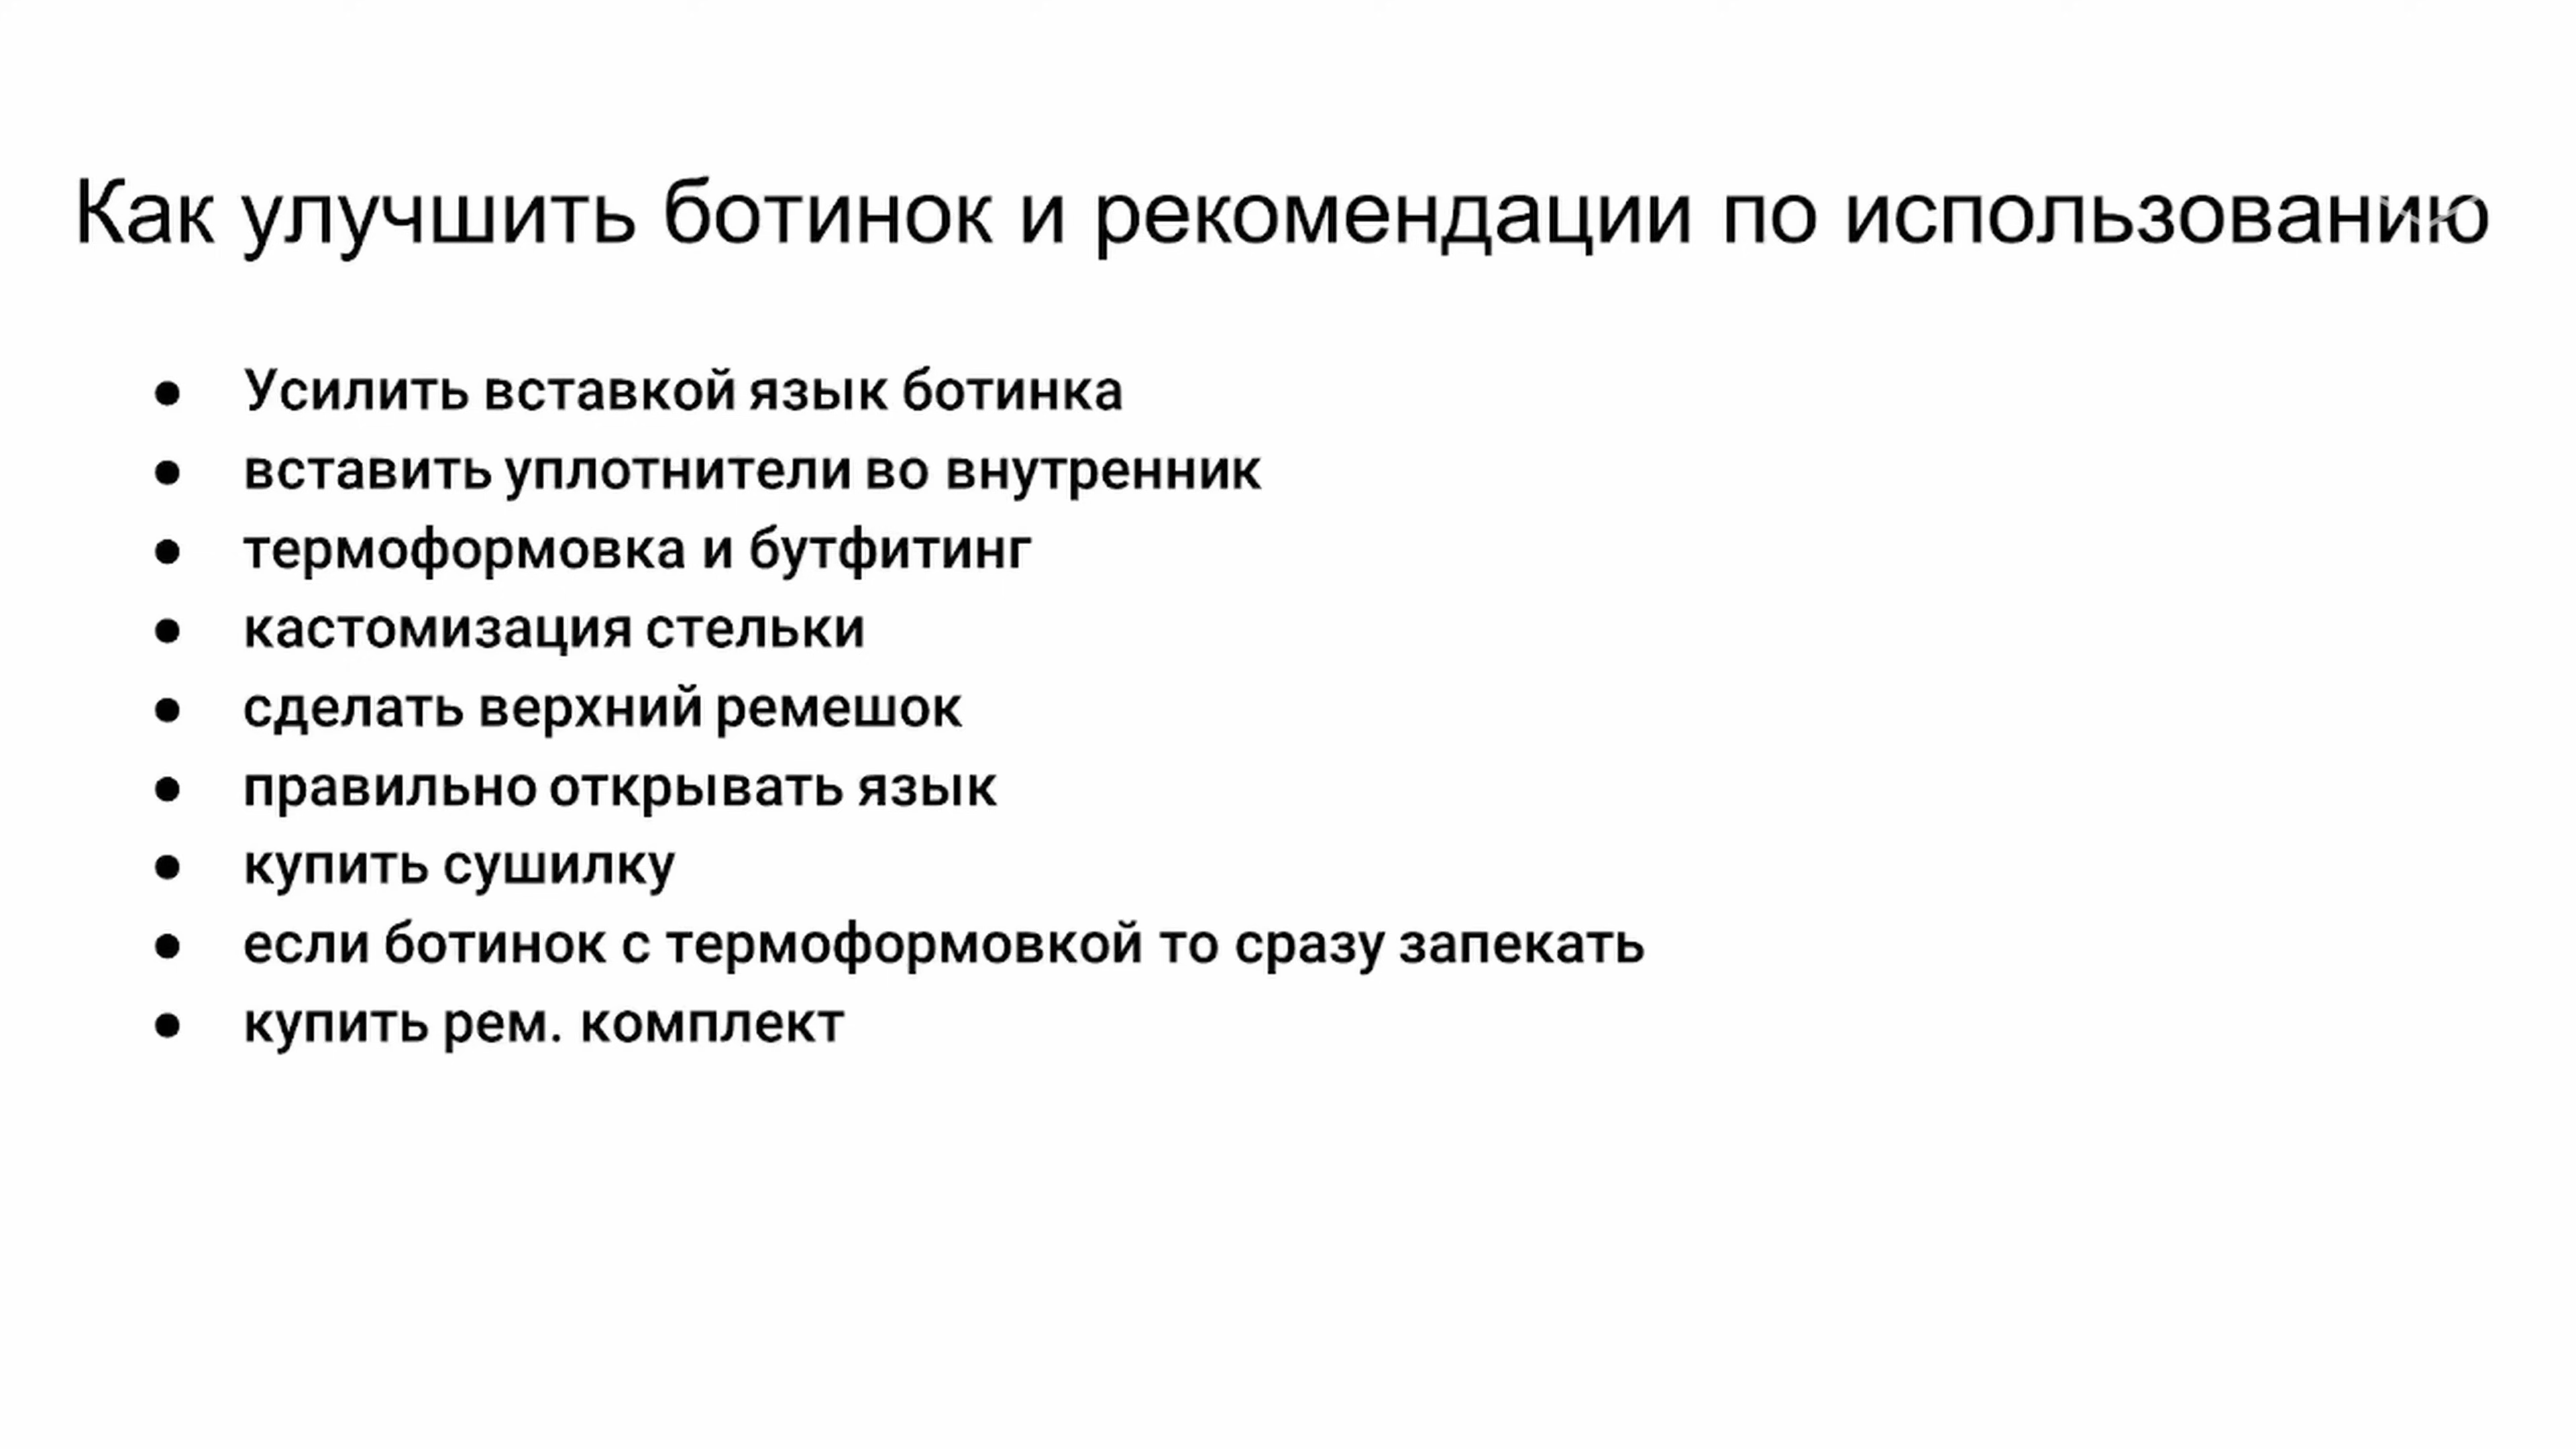 Как улучшить ботинок и рекомендации по использованию
● Усилить вставкой язык ботинка
● вставить уплотнители во внутренник
● термоформовка и бутфитинг
● кастомизация стельки
● сделать верхний ремешок
● правильно открывать язык
● купить сушилку
● если ботинок с термоформовкой то сразу запекать
● купить рем. комплект